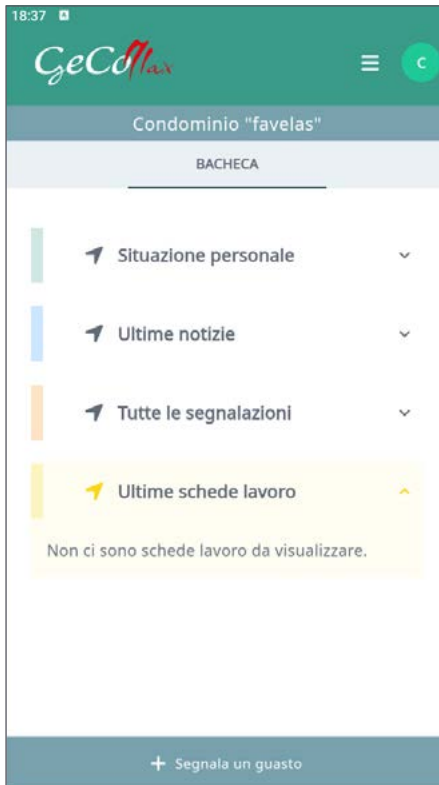 18:37
GeCoMax
C
Condominio "favelas"
BACHECA
Situazione personale
Ultime notizie
Tutte le segnalazioni
Ultime schede lavoro
Non ci sono schede lavoro da visualizzare.
+ Segnala un guasto